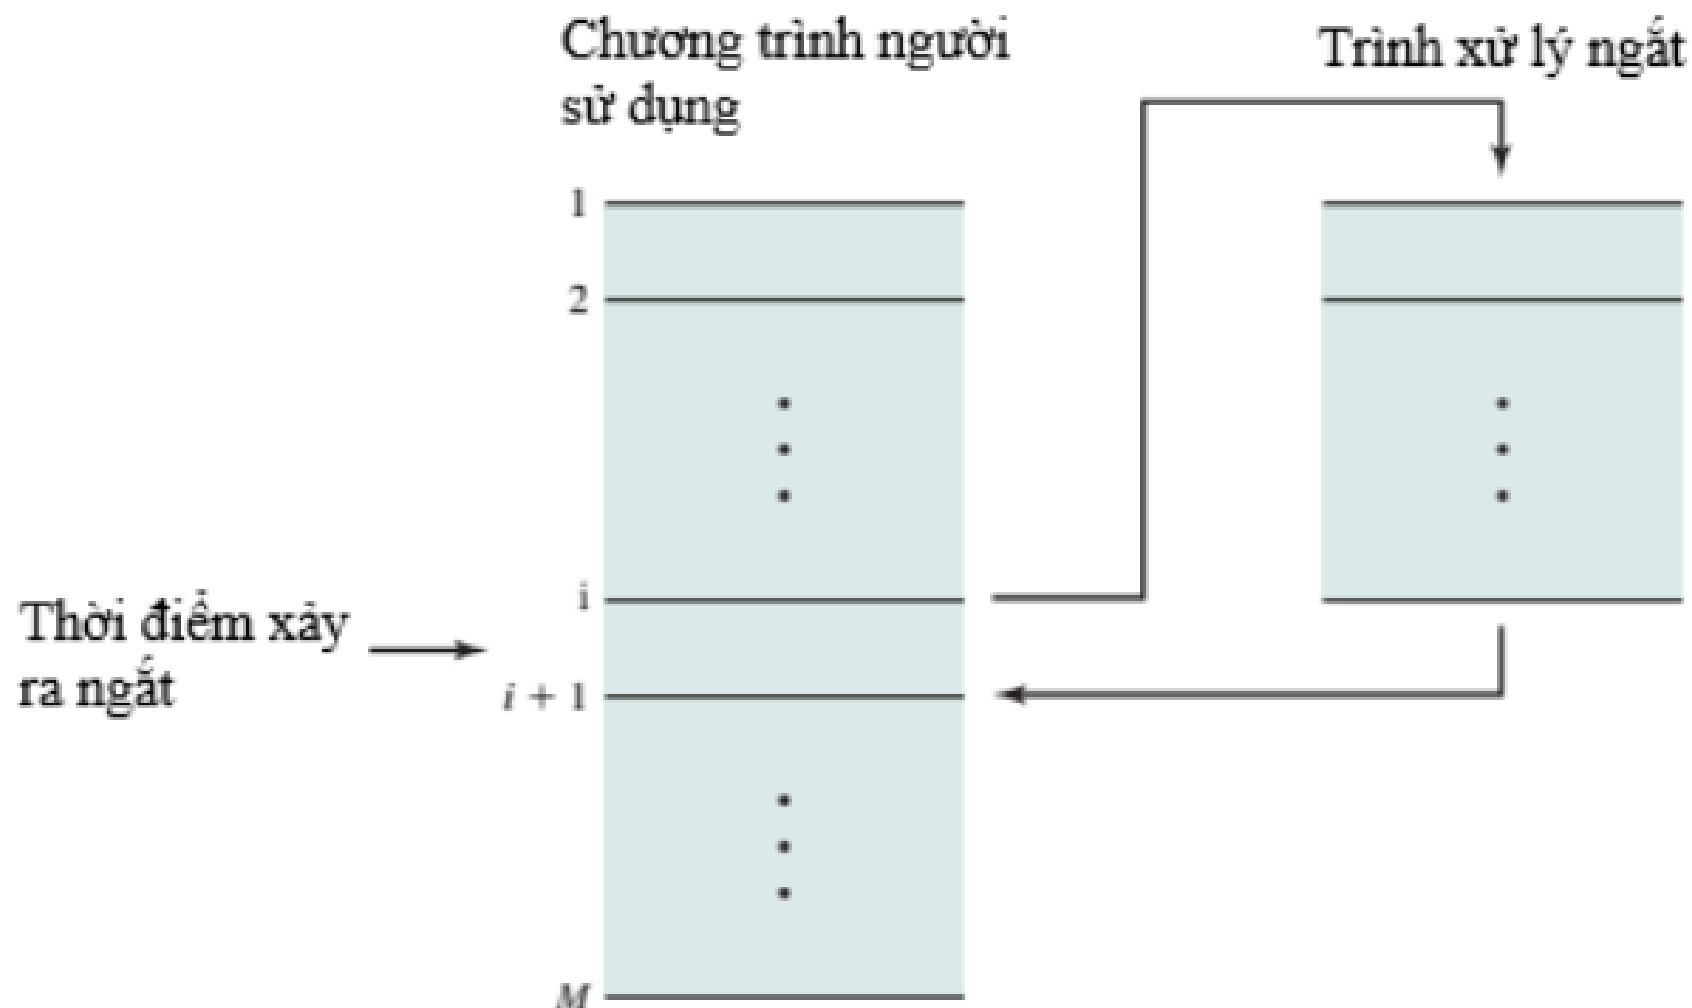 Chương trình người
sử dụng
Trình xử lý ngắt
1
2
i
Thời điểm xảy
ra ngắt
i + 1
M